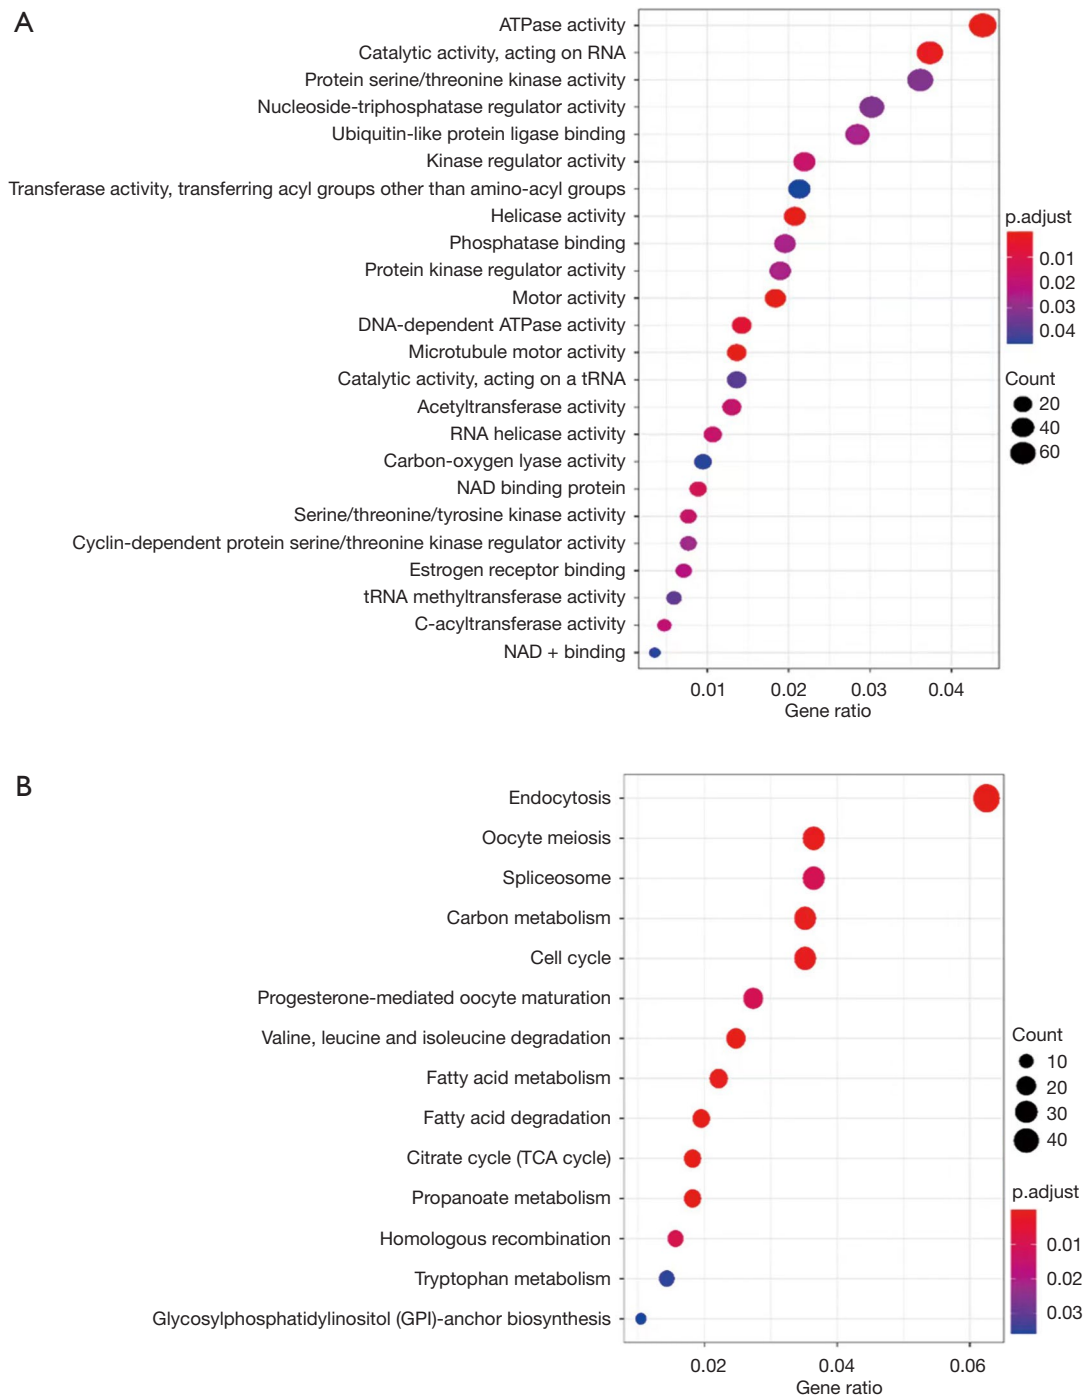 A
ATPase activity
Catalytic activity, acting on RNA
Protein serine/threonine kinase activity
Nucleoside-triphosphatase regulator activity
Ubiquitin-like protein ligase binding
Kinase regulator activity
Transferase activity, transferring acyl groups other than amino-acyl groups
Helicase activity
Phosphatase binding
Protein kinase regulator activity
Motor activity
DNA-dependent ATPase activity
Microtubule motor activity
Catalytic activity, acting on a tRNA
Acetyltransferase activity
RNA helicase activity
Carbon-oxygen lyase activity
NAD binding protein
Serine/threonine/tyrosine kinase activity
Cyclin-dependent protein serine/threonine kinase regulator activity
Estrogen receptor binding
tRNA methyltransferase activity
C-acyltransferase activity
NAD + binding
0.01 0.02 0.03 0.04
Gene ratio
p.adjust
0.01
0.02
0.03
0.04
Count
20
40
60
B
Endocytosis
Oocyte meiosis
Spliceosome
Carbon metabolism
Cell cycle
Progesterone-mediated oocyte maturation
Valine, leucine and isoleucine degradation
Fatty acid metabolism
Fatty acid degradation
Citrate cycle (TCA cycle)
Propanoate metabolism
Homologous recombination
Tryptophan metabolism
Glycosylphosphatidylinositol (GPI)-anchor biosynthesis
0.02 0.04 0.06
Gene ratio
Count
10
20
30
40
p.adjust
0.01
0.02
0.03